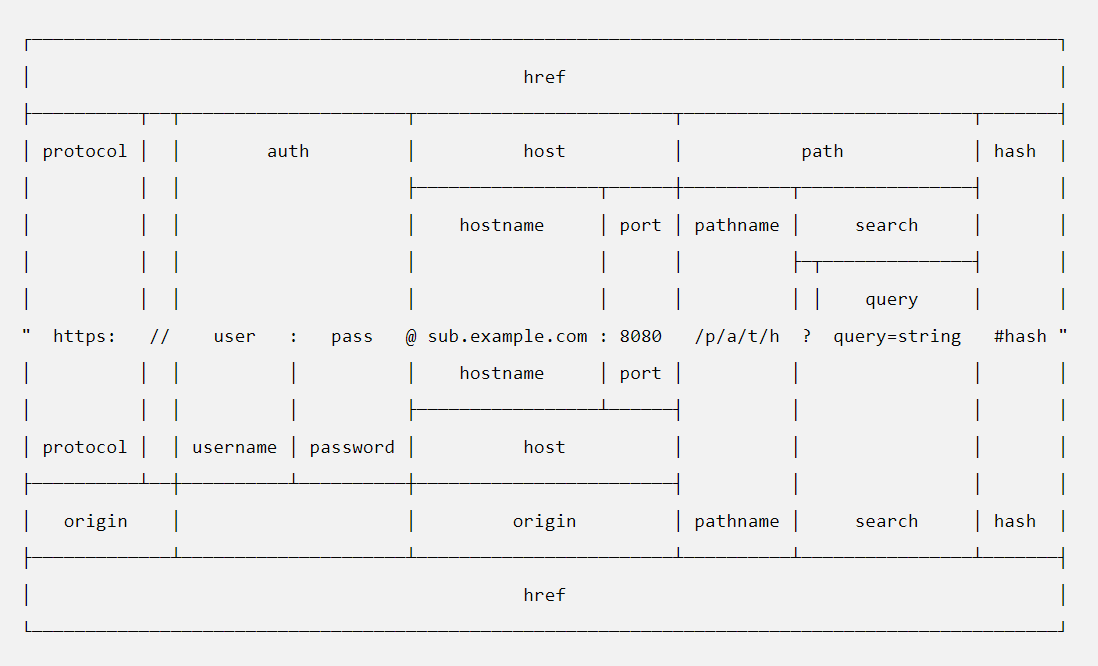 href
protocol auth host path hash
hostname port pathname search
query
" https: // user : pass @ sub.example.com : 8080 /p/a/t/h ? query=string #hash "
hostname port
protocol username password host
origin origin pathname search hash
href